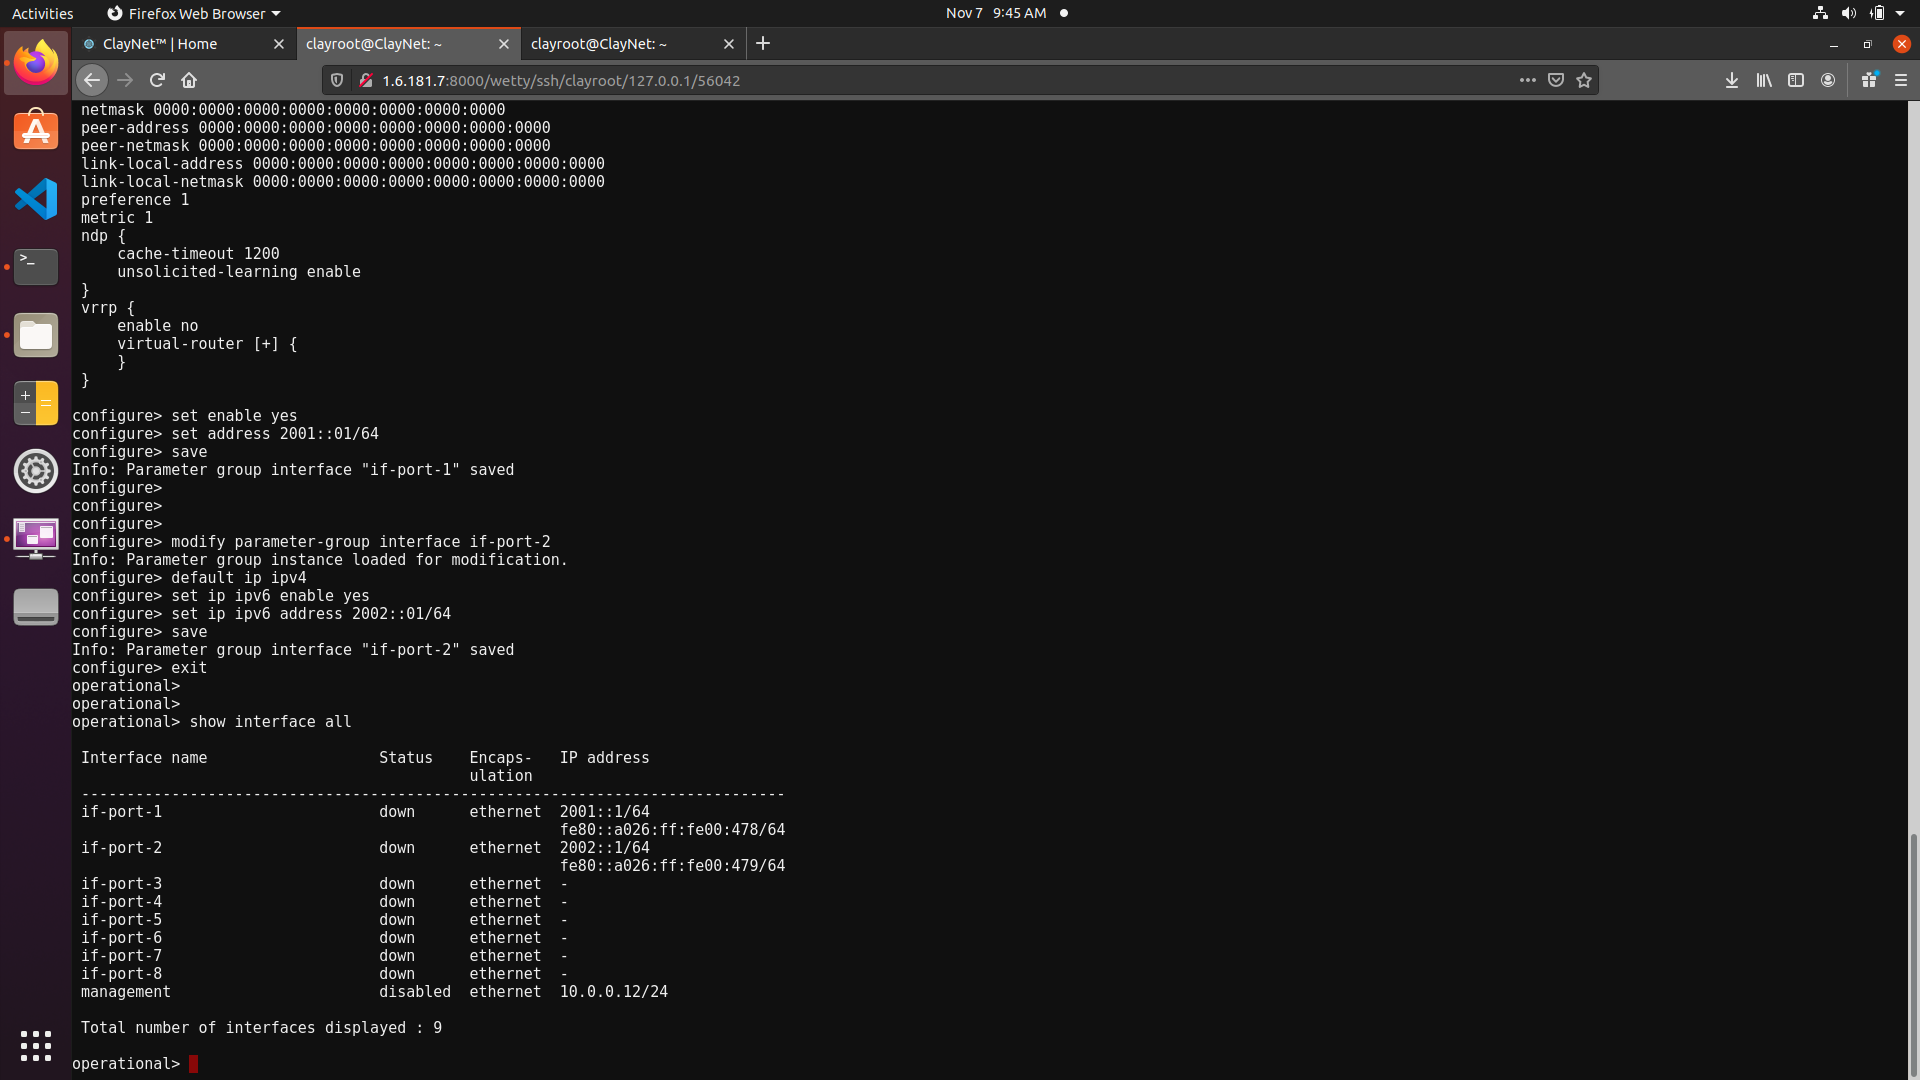 Activities
Firefox Web Browser
Nov 7 9:45 AM
ClayNet™ | Home
clayroot@ClayNet: ~
clayroot@ClayNet: ~
1.6.181.7:8000/wetty/ssh/clayroot/127.0.0.1/56042
netmask 0000:0000:0000:0000:0000:0000:0000:0000
peer-address 0000:0000:0000:0000:0000:0000:0000:0000
peer-netmask 0000:0000:0000:0000:0000:0000:0000:0000
link-local-address 0000:0000:0000:0000:0000:0000:0000:0000
link-local-netmask 0000:0000:0000:0000:0000:0000:0000:0000
preference 1
metric 1
ndp {
cache-timeout 1200
unsolicited-learning enable
}
vrrp {
enable no
virtual-router [+] {
}
}
configure> set enable yes
configure> set address 2001::01/64
configure> save
Info: Parameter group interface "if-port-1" saved
configure>
configure>
configure>
configure> modify parameter-group interface if-port-2
Info: Parameter group instance loaded for modification.
configure> default ip ipv4
configure> set ip ipv6 enable yes
configure> set ip ipv6 address 2002::01/64
configure> save
Info: Parameter group interface "if-port-2" saved
configure> exit
operational>
operational>
operational> show interface all
Interface name Status Encaps- IP address
ulation
------------------------------------------------------------------------------
if-port-1 down ethernet 2001::1/64
fe80::a026:ff:fe00:478/64
if-port-2 down ethernet 2002::1/64
fe80::a026:ff:fe00:479/64
if-port-3 down ethernet -
if-port-4 down ethernet -
if-port-5 down ethernet -
if-port-6 down ethernet -
if-port-7 down ethernet -
if-port-8 down ethernet -
management disabled ethernet 10.0.0.12/24
Total number of interfaces displayed : 9
operational>